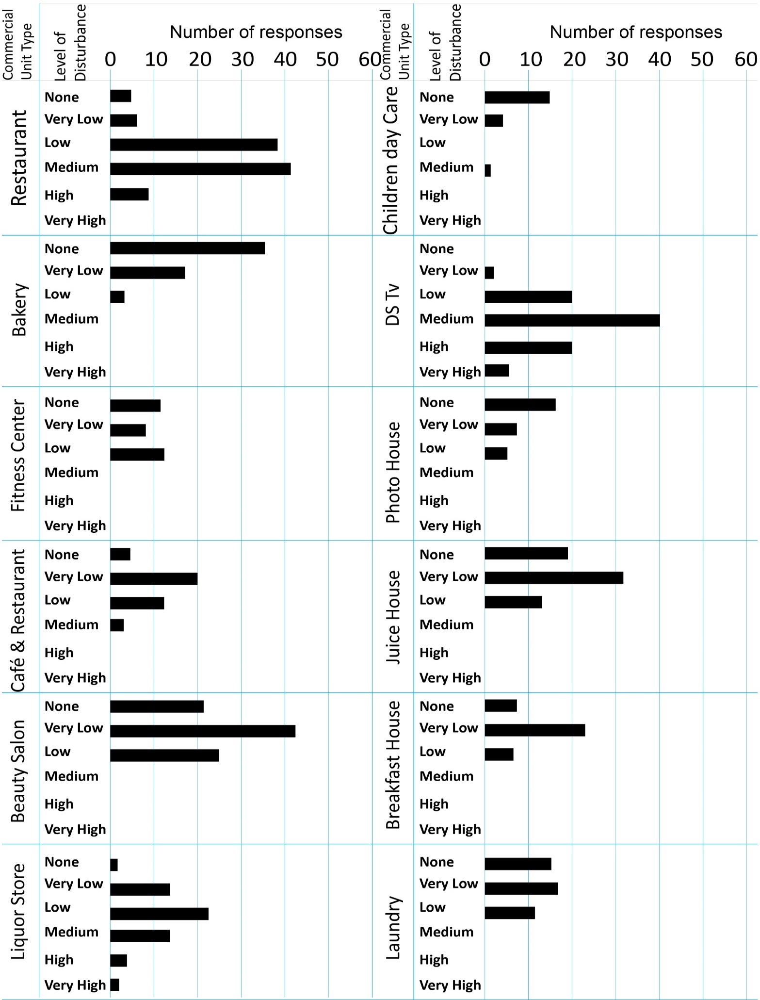 Commercial
Unit Type
Level of
Disturbance
Number of responses
0 10 20 30 40 50 60
Restaurant
None
Very Low
Low
Medium
High
Very High
Bakery
None
Very Low
Low
Medium
High
Very High
Fitness Center
None
Very Low
Low
Medium
High
Very High
Café & Restaurant
None
Very Low
Low
Medium
High
Very High
Beauty Salon
None
Very Low
Low
Medium
High
Very High
Liquor Store
None
Very Low
Low
Medium
High
Very High
Commercial
Unit Type
Level of
Disturbance
Number of responses
0 10 20 30 40 50 60
Children day Care
None
Very Low
Low
Medium
High
Very High
DS Tv
None
Very Low
Low
Medium
High
Very High
Photo House
None
Very Low
Low
Medium
High
Very High
Juice House
None
Very Low
Low
Medium
High
Very High
Breakfast House
None
Very Low
Low
Medium
High
Very High
Laundry
None
Very Low
Low
Medium
High
Very High